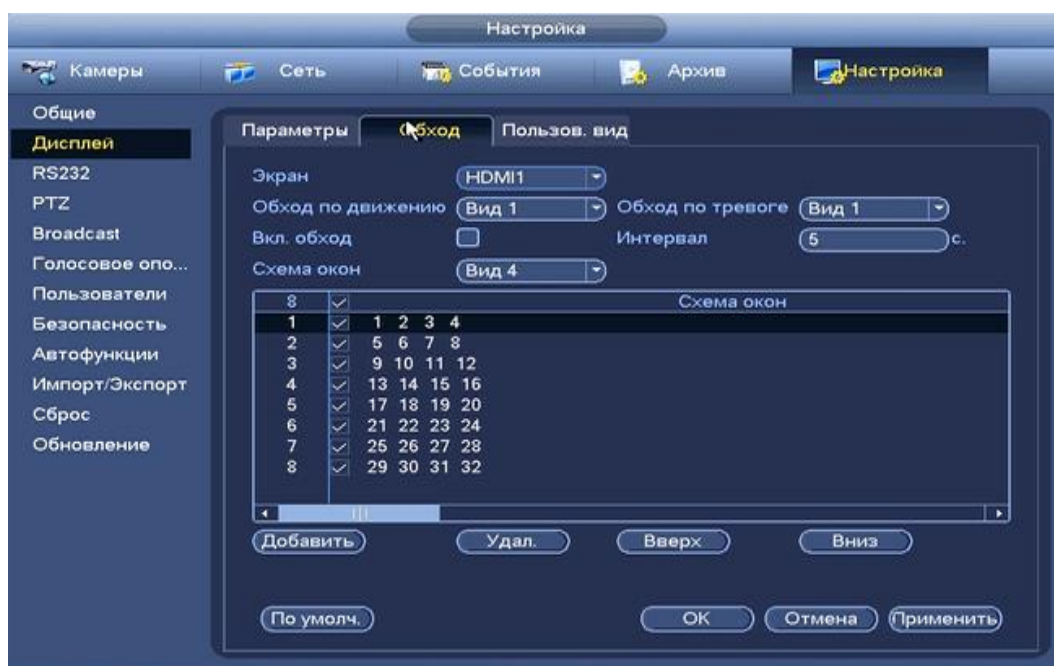 Настройка
Камеры Сеть События Архив Настройка
Общие
Дисплей
RS232
PTZ
Broadcast
Голосовое опо...
Пользователи
Безопасность
Автофункции
Импорт/Экспорт
Сброс
Обновление
Параметры Обход Пользов. вид
Экран HDMI1
Обход по движению Вид 1 Обход по тревоге Вид 1
Вкл. обход Интервал 5 с.
Схема окон Вид 4
8 Схема окон
1 1 2 3 4
2 5 6 7 8
3 9 10 11 12
4 13 14 15 16
5 17 18 19 20
6 21 22 23 24
7 25 26 27 28
8 29 30 31 32
Добавить Удал. Вверх Вниз
По умолч. OK Отмена Применить